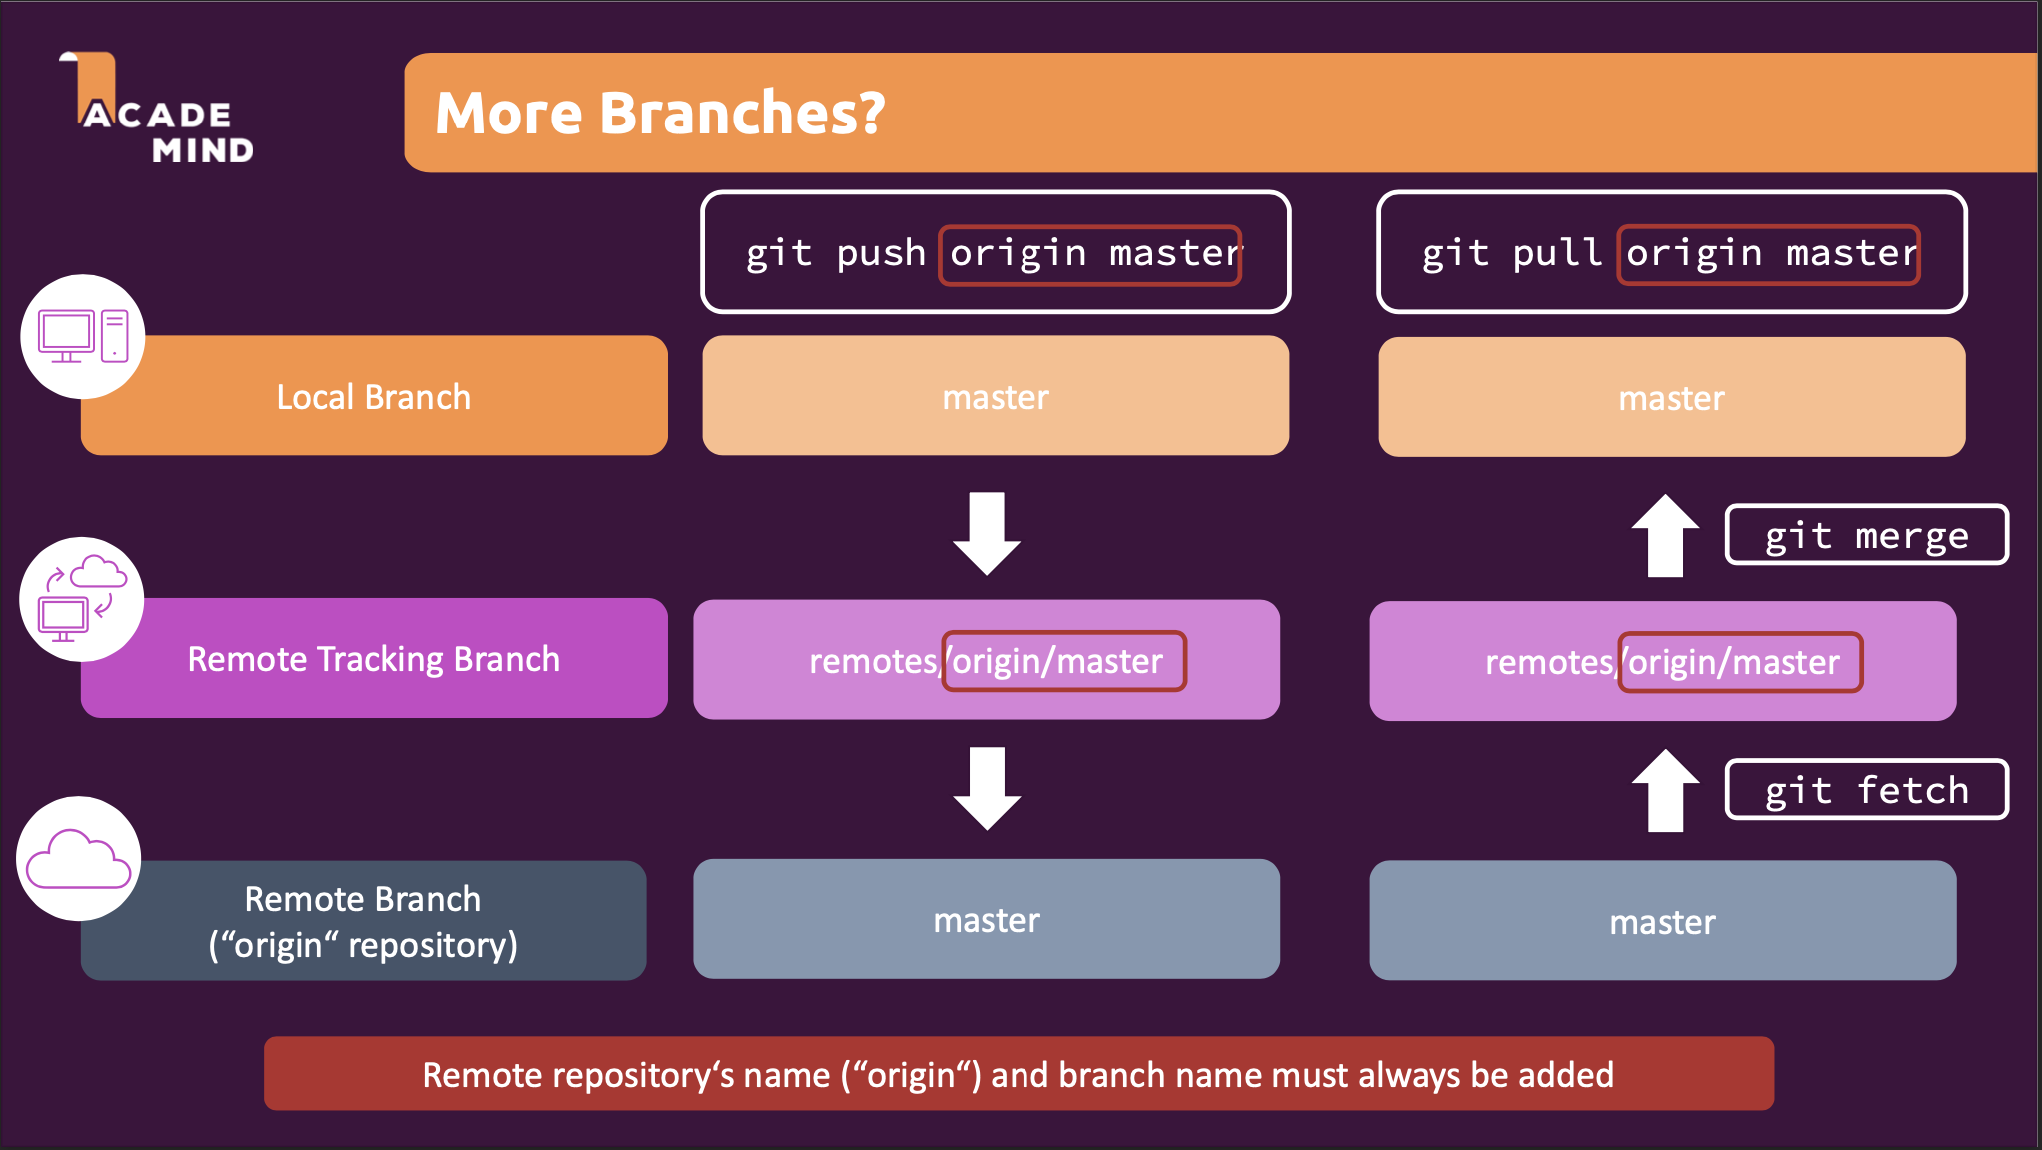 ACADE
MIND
More Branches?
git push origin master
git pull origin master
Local Branch
master
master
git merge
Remote Tracking Branch
remotes/origin/master
remotes/origin/master
git fetch
Remote Branch
(“origin“ repository)
master
master
Remote repository‘s name (“origin“) and branch name must always be added